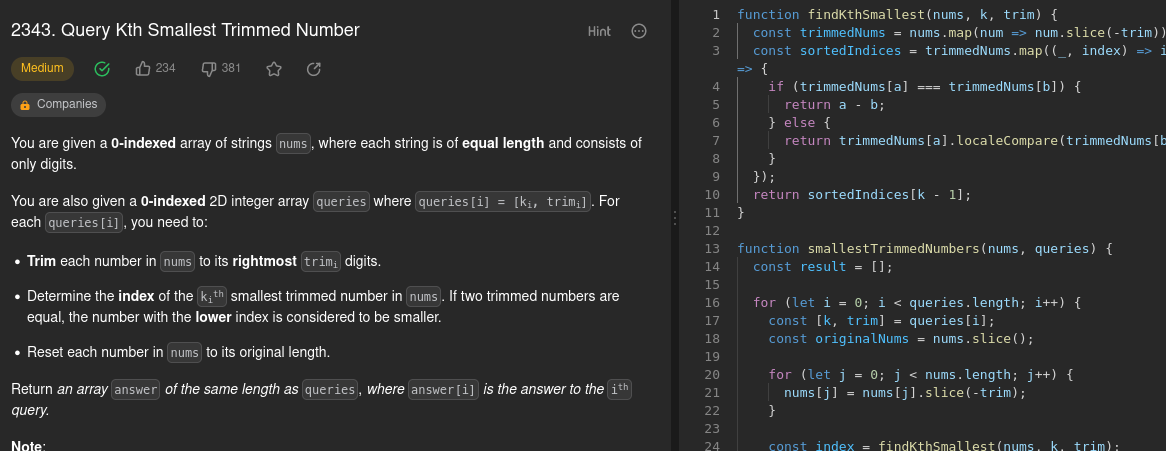 2343. Query Kth Smallest Trimmed Number
Hint
Medium
234
381
Companies
You are given a 0-indexed array of strings nums, where each string is of equal length and consists of
only digits.
You are also given a 0-indexed 2D integer array queries where queries[i] = [ki, trimi]. For
each queries[i], you need to:
• Trim each number in nums to its rightmost trimi digits.
• Determine the index of the kith smallest trimmed number in nums. If two trimmed numbers are
equal, the number with the lower index is considered to be smaller.
• Reset each number in nums to its original length.
Return an array answer of the same length as queries, where answer[i] is the answer to the ith
query.
Note:
1 function findKthSmallest(nums, k, trim) {
2 const trimmedNums = nums.map(num => num.slice(-trim))
3 const sortedIndices = trimmedNums.map((_, index) => i
=> {
4 if (trimmedNums[a] === trimmedNums[b]) {
5 return a - b;
6 } else {
7 return trimmedNums[a].localeCompare(trimmedNums[b
8 }
9 });
10 return sortedIndices[k - 1];
11 }
12
13 function smallestTrimmedNumbers(nums, queries) {
14 const result = [];
15
16 for (let i = 0; i < queries.length; i++) {
17 const [k, trim] = queries[i];
18 const originalNums = nums.slice();
19
20 for (let j = 0; j < nums.length; j++) {
21 nums[j] = nums[j].slice(-trim);
22 }
23
24 const index = findKthSmallest(nums, k, trim);